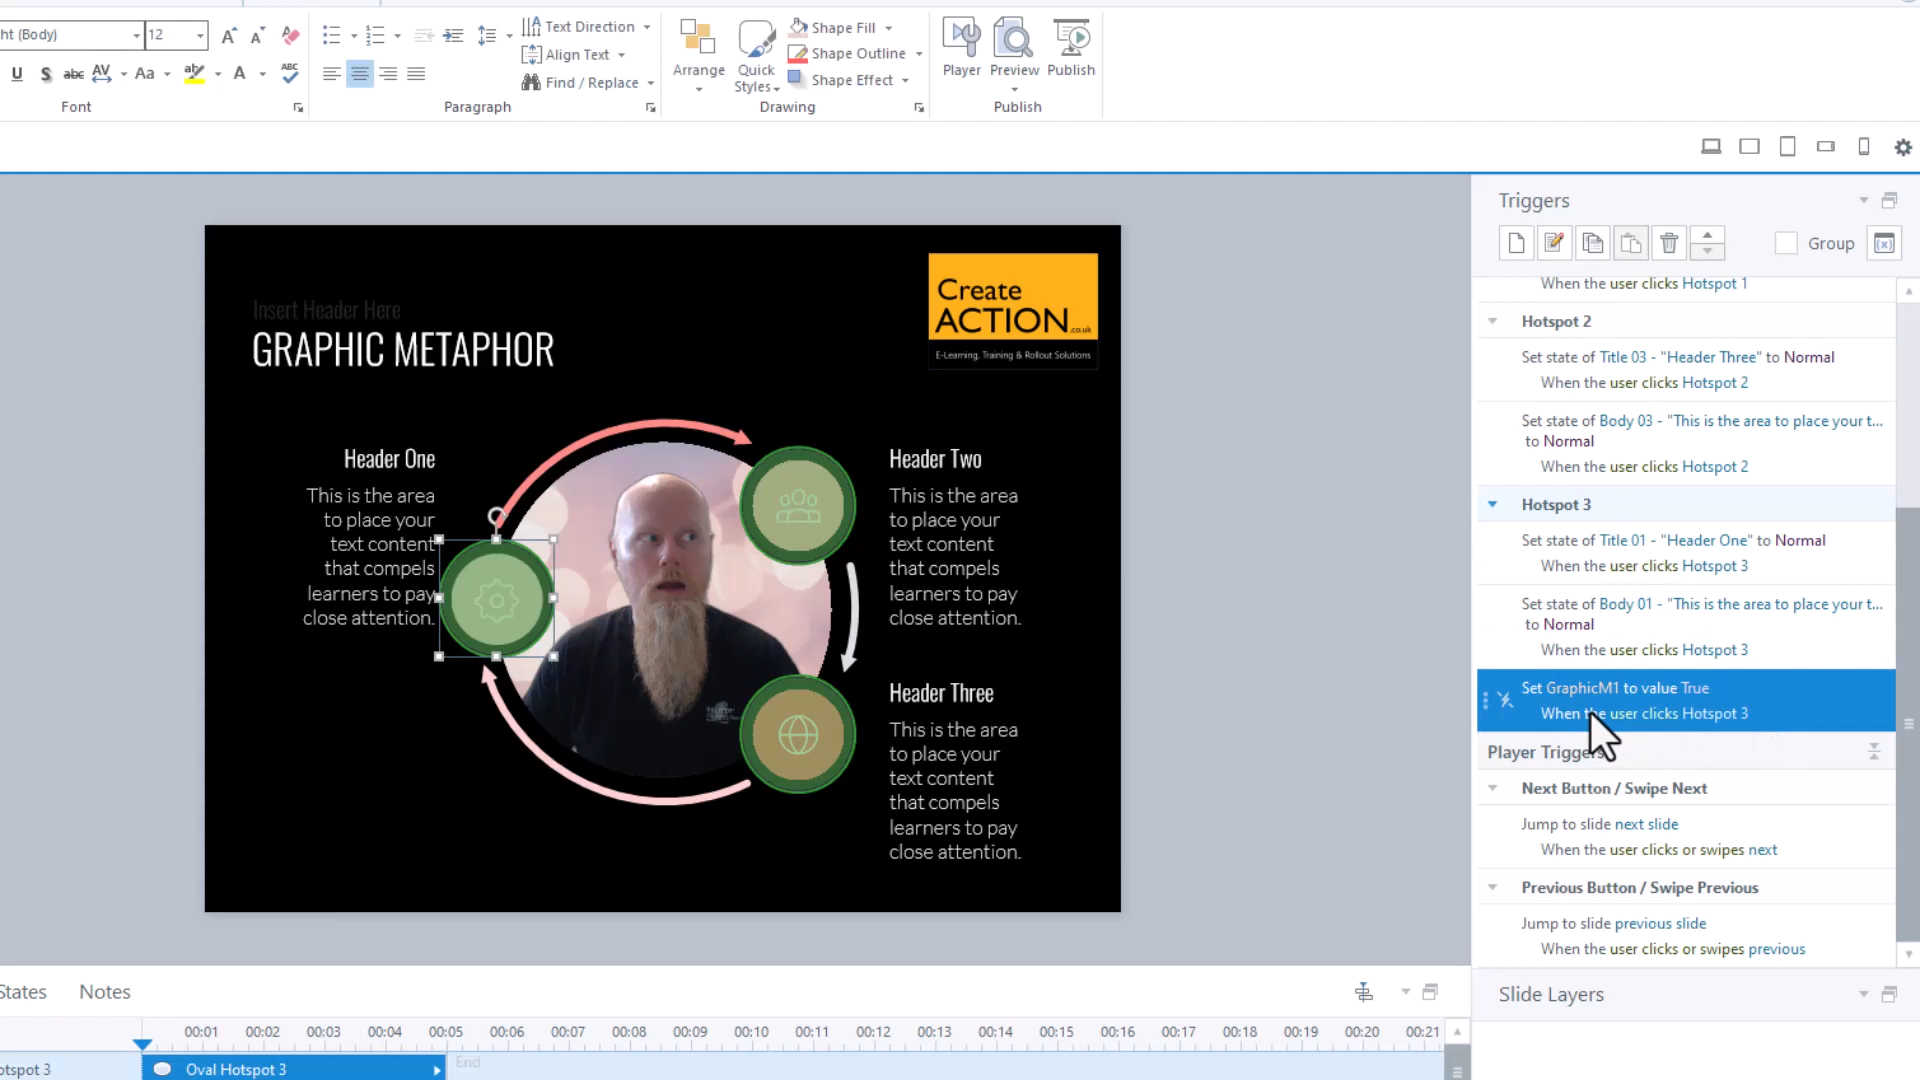 ht (Body)
12
Text Direction
Align Text
Find / Replace
Arrange
Quick
Styles
Shape Fill
Shape Outline
Shape Effect
Player
Preview
Publish
U
S
abc
AV
Aa
ab
A
ABC
Font
Paragraph
Drawing
Publish
Triggers
Group
(x)
When the user clicks Hotspot 1
Hotspot 2
Set state of Title 03 - "Header Three" to Normal
When the user clicks Hotspot 2
Set state of Body 03 - "This is the area to place your t...
to Normal
When the user clicks Hotspot 2
Hotspot 3
Set state of Title 01 - "Header One" to Normal
When the user clicks Hotspot 3
Set state of Body 01 - "This is the area to place your t...
to Normal
When the user clicks Hotspot 3
Set GraphicM1 to value True
When the user clicks Hotspot 3
Player Triggers
Next Button / Swipe Next
Jump to slide next slide
When the user clicks or swipes next
Previous Button / Swipe Previous
Jump to slide previous slide
When the user clicks or swipes previous
Slide Layers
Insert Header Here
GRAPHIC METAPHOR
Create
ACTION.co.uk
E-Learning, Training & Rollout Solutions
Header One
This is the area
to place your
text content
that compels
learners to pay
close attention.
Header Two
This is the area
to place your
text content
that compels
learners to pay
close attention.
Header Three
This is the area
to place your
text content
that compels
learners to pay
close attention.
States
Notes
00:01 00:02 00:03 00:04 00:05 00:06 00:07 00:08 00:09 00:10 00:11 00:12 00:13 00:14 00:15 00:16 00:17 00:18 00:19 00:20 00:21
otspot 3
Oval Hotspot 3
End